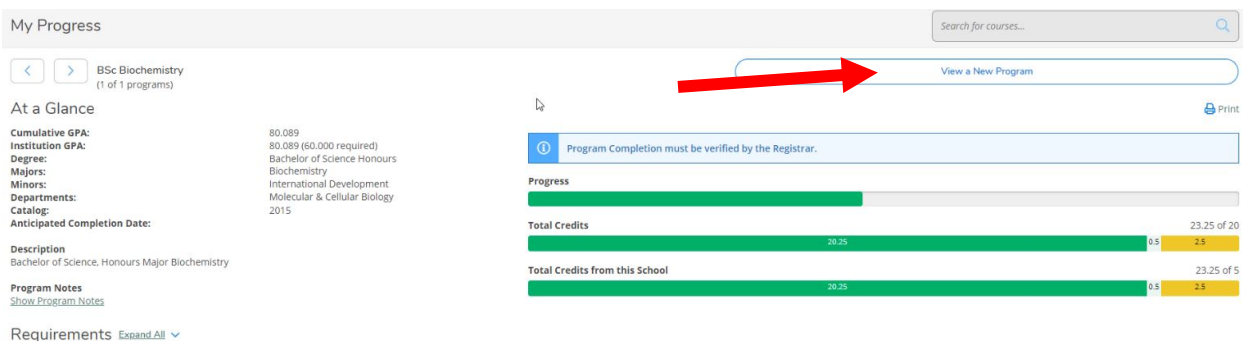 My Progress
Search for courses...
BSc Biochemistry
(1 of 1 programs)
View a New Program
At a Glance
Print
Cumulative GPA: 80.089
Institution GPA: 80.089 (60.000 required)
Degree: Bachelor of Science Honours
Majors: Biochemistry
Minors: International Development
Departments: Molecular & Cellular Biology
Catalog: 2015
Anticipated Completion Date:
Description
Bachelor of Science, Honours Major Biochemistry
Program Notes
Show Program Notes
Program Completion must be verified by the Registrar.
Progress
Total Credits 23.25 of 20
20.25 0.5 2.5
Total Credits from this School 23.25 of 5
20.25 0.5 2.5
Requirements Expand All